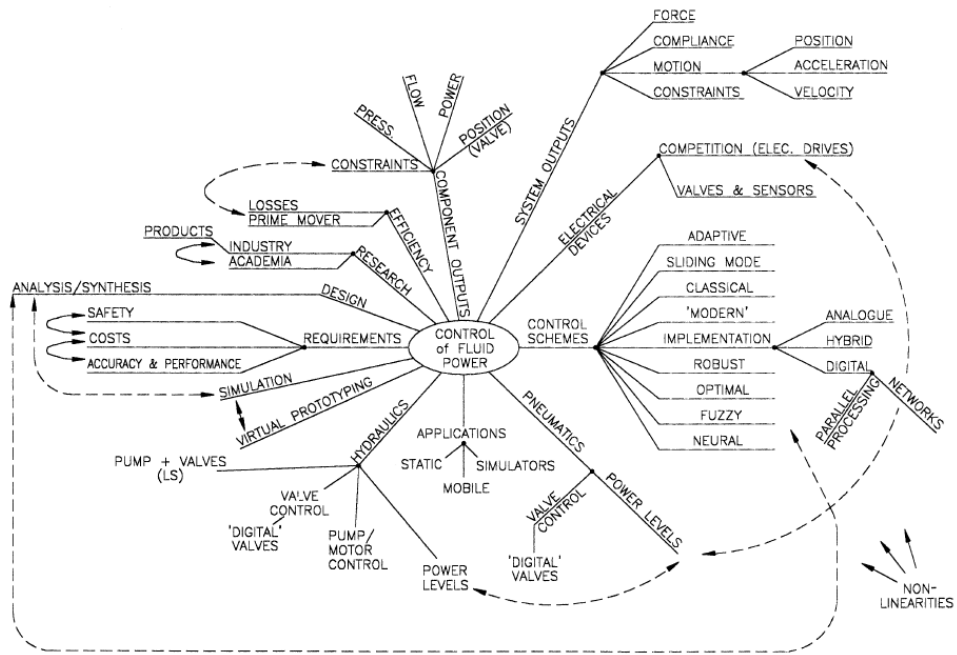 FORCE
COMPLIANCE
MOTION
CONSTRAINTS
POSITION
ACCELERATION
VELOCITY
SYSTEM OUTPUTS
PRESS.
FLOW
POWER
POSITION
(VALVE)
CONSTRAINTS
COMPONENT OUTPUTS
COMPETITION (ELEC. DRIVES)
VALVES & SENSORS
ELECTRICAL
DEVICES
LOSSES
PRIME MOVER
EFFICIENCY
PRODUCTS
INDUSTRY
ACADEMIA
RESEARCH
ANALYSIS/SYNTHESIS
DESIGN
SAFETY
COSTS
ACCURACY & PERFORMANCE
REQUIREMENTS
CONTROL
of FLUID
POWER
CONTROL
SCHEMES
ADAPTIVE
SLIDING MODE
CLASSICAL
'MODERN'
IMPLEMENTATION
ROBUST
OPTIMAL
FUZZY
NEURAL
ANALOGUE
HYBRID
DIGITAL
PARALLEL
PROCESSING
NETWORKS
SIMULATION
VIRTUAL PROTOTYPING
HYDRAULICS
PUMP + VALVES
(LS)
VALVE
CONTROL
'DIGITAL'
VALVES
PUMP/
MOTOR
CONTROL
POWER
LEVELS
APPLICATIONS
STATIC
SIMULATORS
MOBILE
PNEUMATICS
VALVE
CONTROL
'DIGITAL'
VALVES
POWER LEVELS
NON-
LINEARITIES